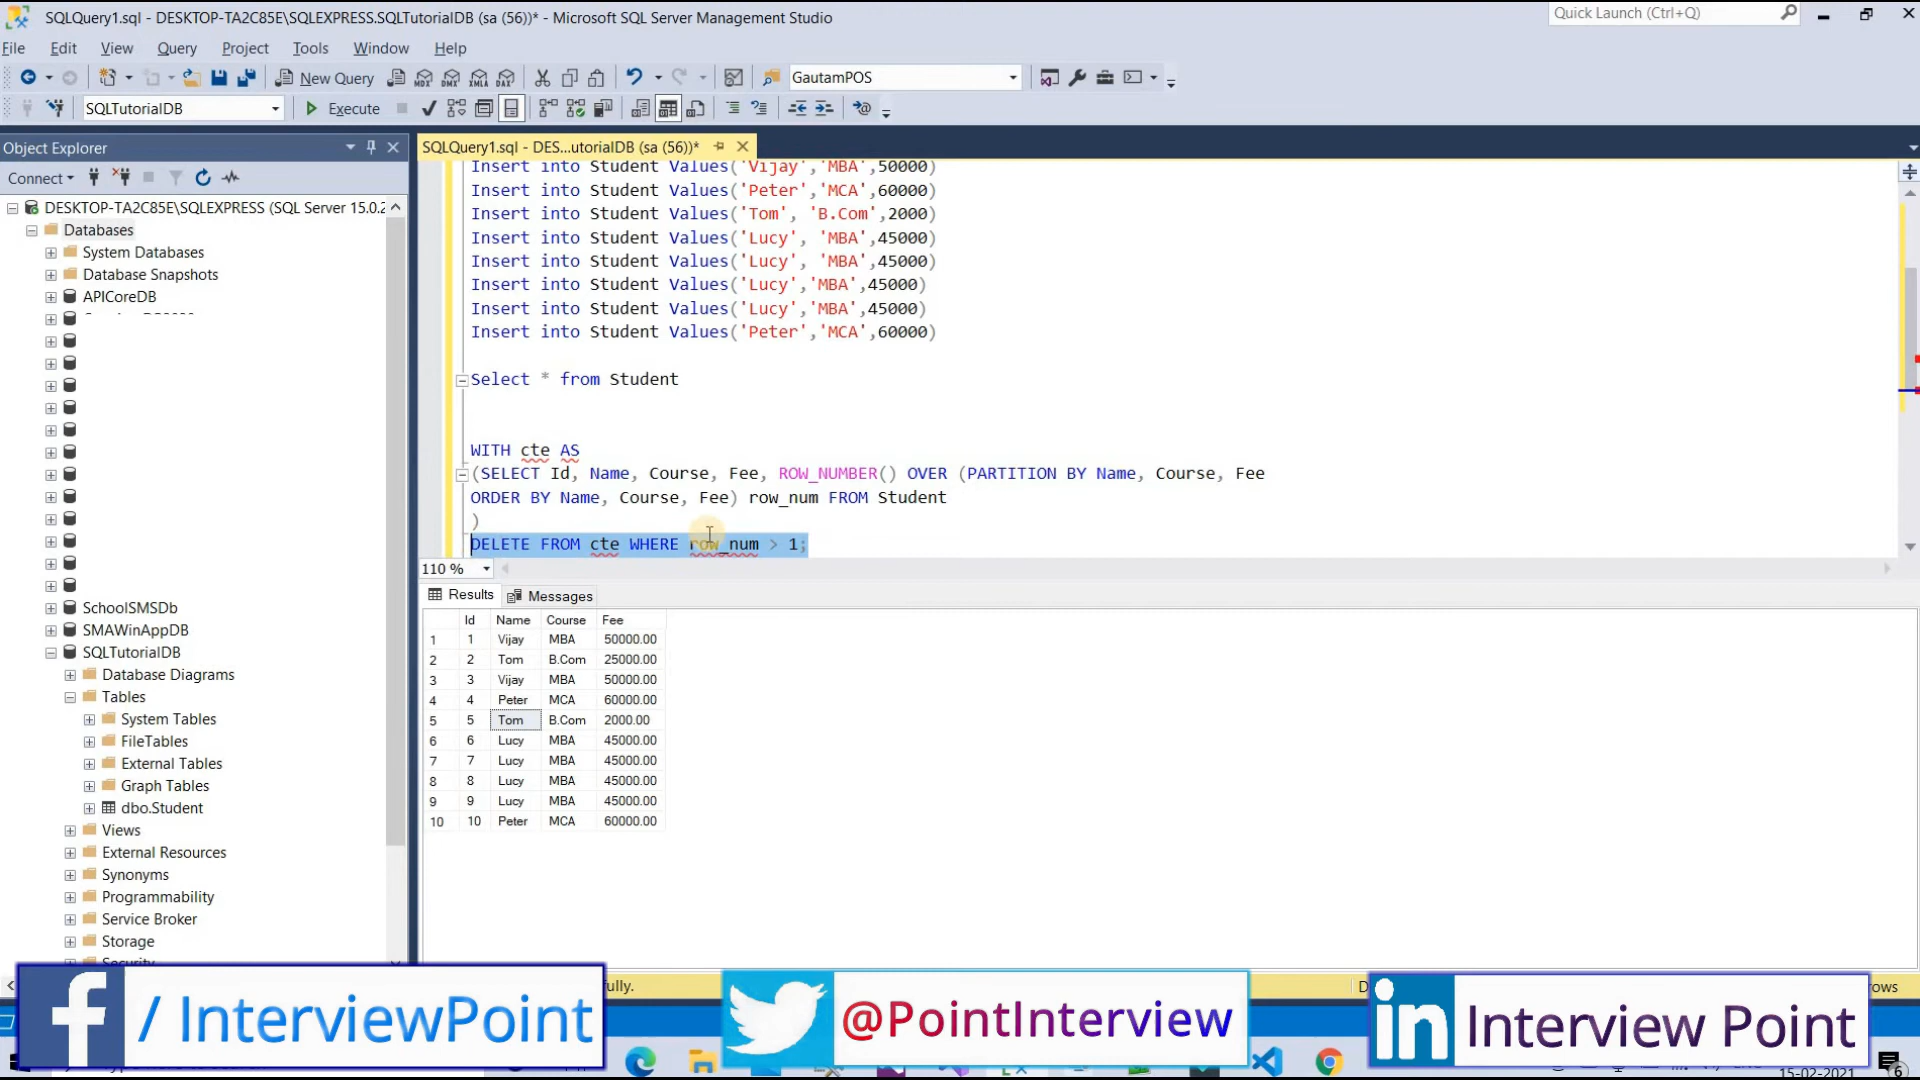 SQLQuery1.sql - DESKTOP-TA2C85E\SQLEXPRESS.SQLTutorialDB (sa (56))* - Microsoft SQL Server Management Studio
Quick Launch (Ctrl+Q)
File Edit View Query Project Tools Window Help
New Query
GautamPOS
SQLTutorialDB
Execute
Object Explorer
Connect
DESKTOP-TA2C85E\SQLEXPRESS (SQL Server 15.0.2
Databases
System Databases
Database Snapshots
APICoreDB
SchoolSMSDb
SMAWinAppDB
SQLTutorialDB
Database Diagrams
Tables
System Tables
FileTables
External Tables
Graph Tables
dbo.Student
Views
External Resources
Synonyms
Programmability
Service Broker
Storage
Security
SQLQuery1.sql - DES...utorialDB (sa (56))*
Insert into Student Values('Vijay','MBA',50000)
Insert into Student Values('Peter','MCA',60000)
Insert into Student Values('Tom', 'B.Com',2000)
Insert into Student Values('Lucy', 'MBA',45000)
Insert into Student Values('Lucy', 'MBA',45000)
Insert into Student Values('Lucy','MBA',45000)
Insert into Student Values('Lucy','MBA',45000)
Insert into Student Values('Peter','MCA',60000)
Select * from Student
WITH cte AS
(SELECT Id, Name, Course, Fee, ROW_NUMBER() OVER (PARTITION BY Name, Course, Fee
ORDER BY Name, Course, Fee) row_num FROM Student
)
DELETE FROM cte WHERE row_num > 1;
110 %
Results Messages
Id Name Course Fee
1 1 Vijay MBA 50000.00
2 2 Tom B.Com 25000.00
3 3 Vijay MBA 50000.00
4 4 Peter MCA 60000.00
5 5 Tom B.Com 2000.00
6 6 Lucy MBA 45000.00
7 7 Lucy MBA 45000.00
8 8 Lucy MBA 45000.00
9 9 Lucy MBA 45000.00
10 10 Peter MCA 60000.00
fully.
ows
f / InterviewPoint
@PointInterview
in Interview Point
15-02-2021
6